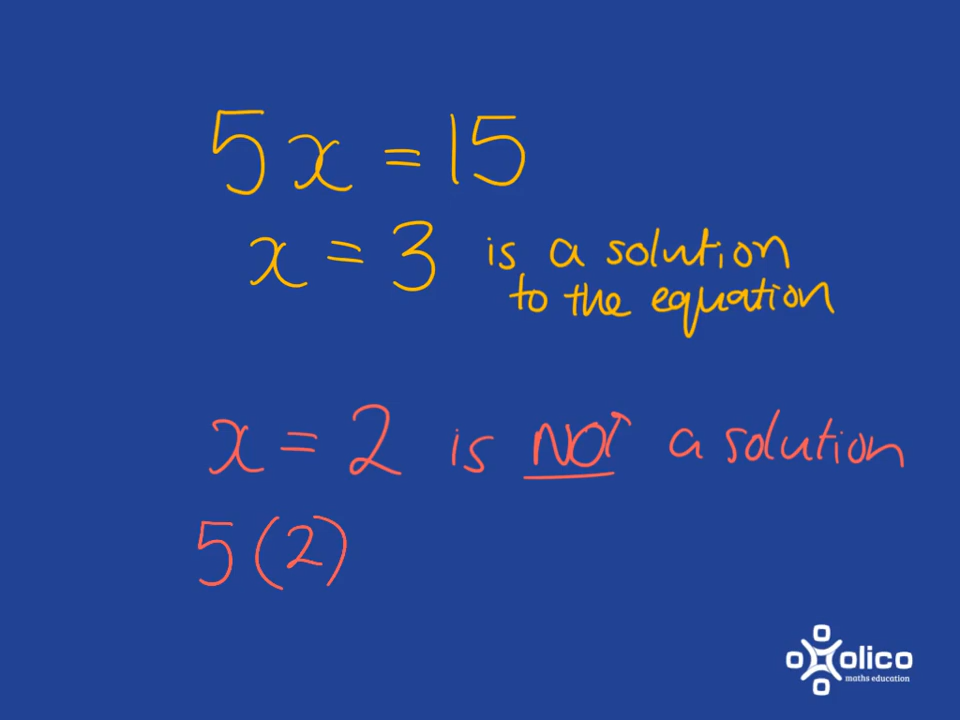 5x = 15
x = 3 is a solution
to the equation
x = 2 is NOT a solution
5(2)
olico
maths education